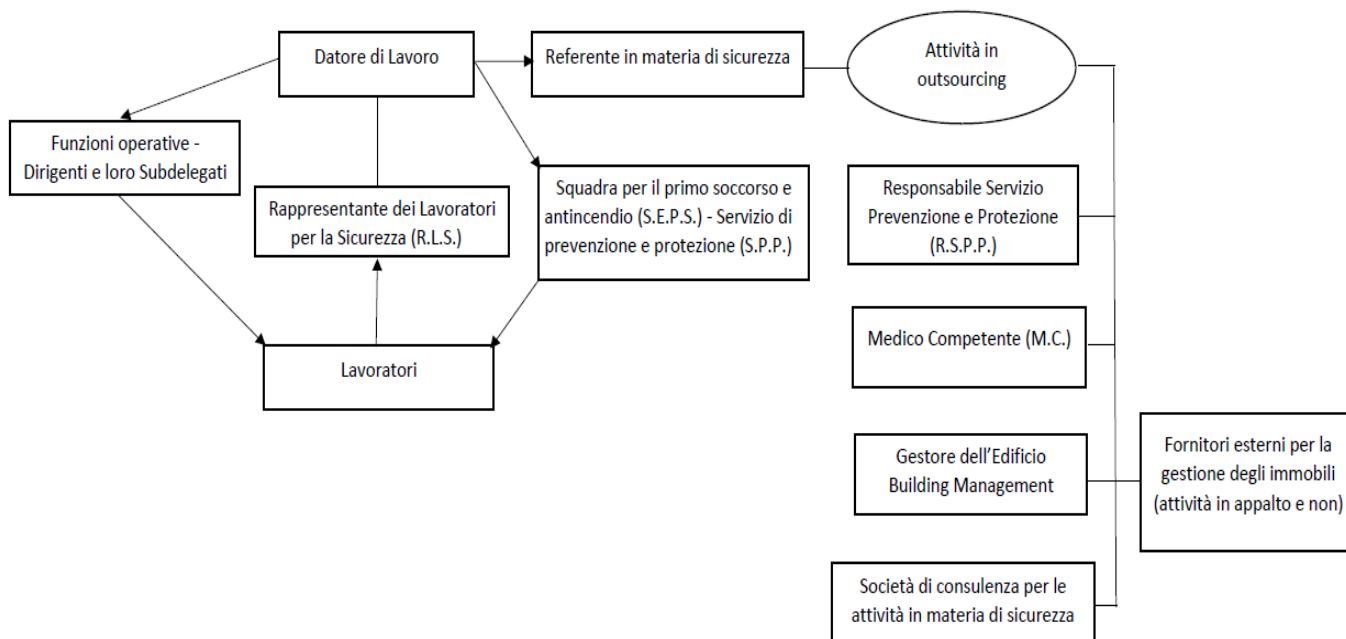 Datore di Lavoro
Referente in materia di sicurezza
Attività in
outsourcing
Funzioni operative -
Dirigenti e loro Subdelegati
Rappresentante dei Lavoratori
per la Sicurezza (R.L.S.)
Squadra per il primo soccorso e
antincendio (S.E.P.S.) - Servizio di
prevenzione e protezione (S.P.P.)
Responsabile Servizio
Prevenzione e Protezione
(R.S.P.P.)
Lavoratori
Medico Competente (M.C.)
Gestore dell’Edificio
Building Management
Fornitori esterni per la
gestione degli immobili
(attività in appalto e non)
Società di consulenza per le
attività in materia di sicurezza